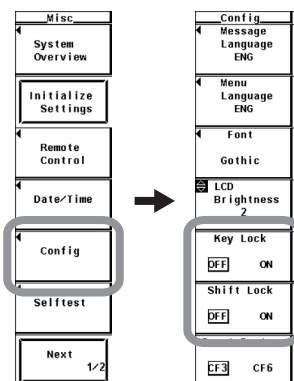 Misc
System
Overview
Initialize
Settings
Remote
Control
Date/Time
Config
Selftest
Next
1/2
Config
Message
Language
ENG
Menu
Language
ENG
Font
Gothic
LCD
Brightness
2
Key Lock
OFF ON
Shift Lock
OFF ON
CF3 CF6